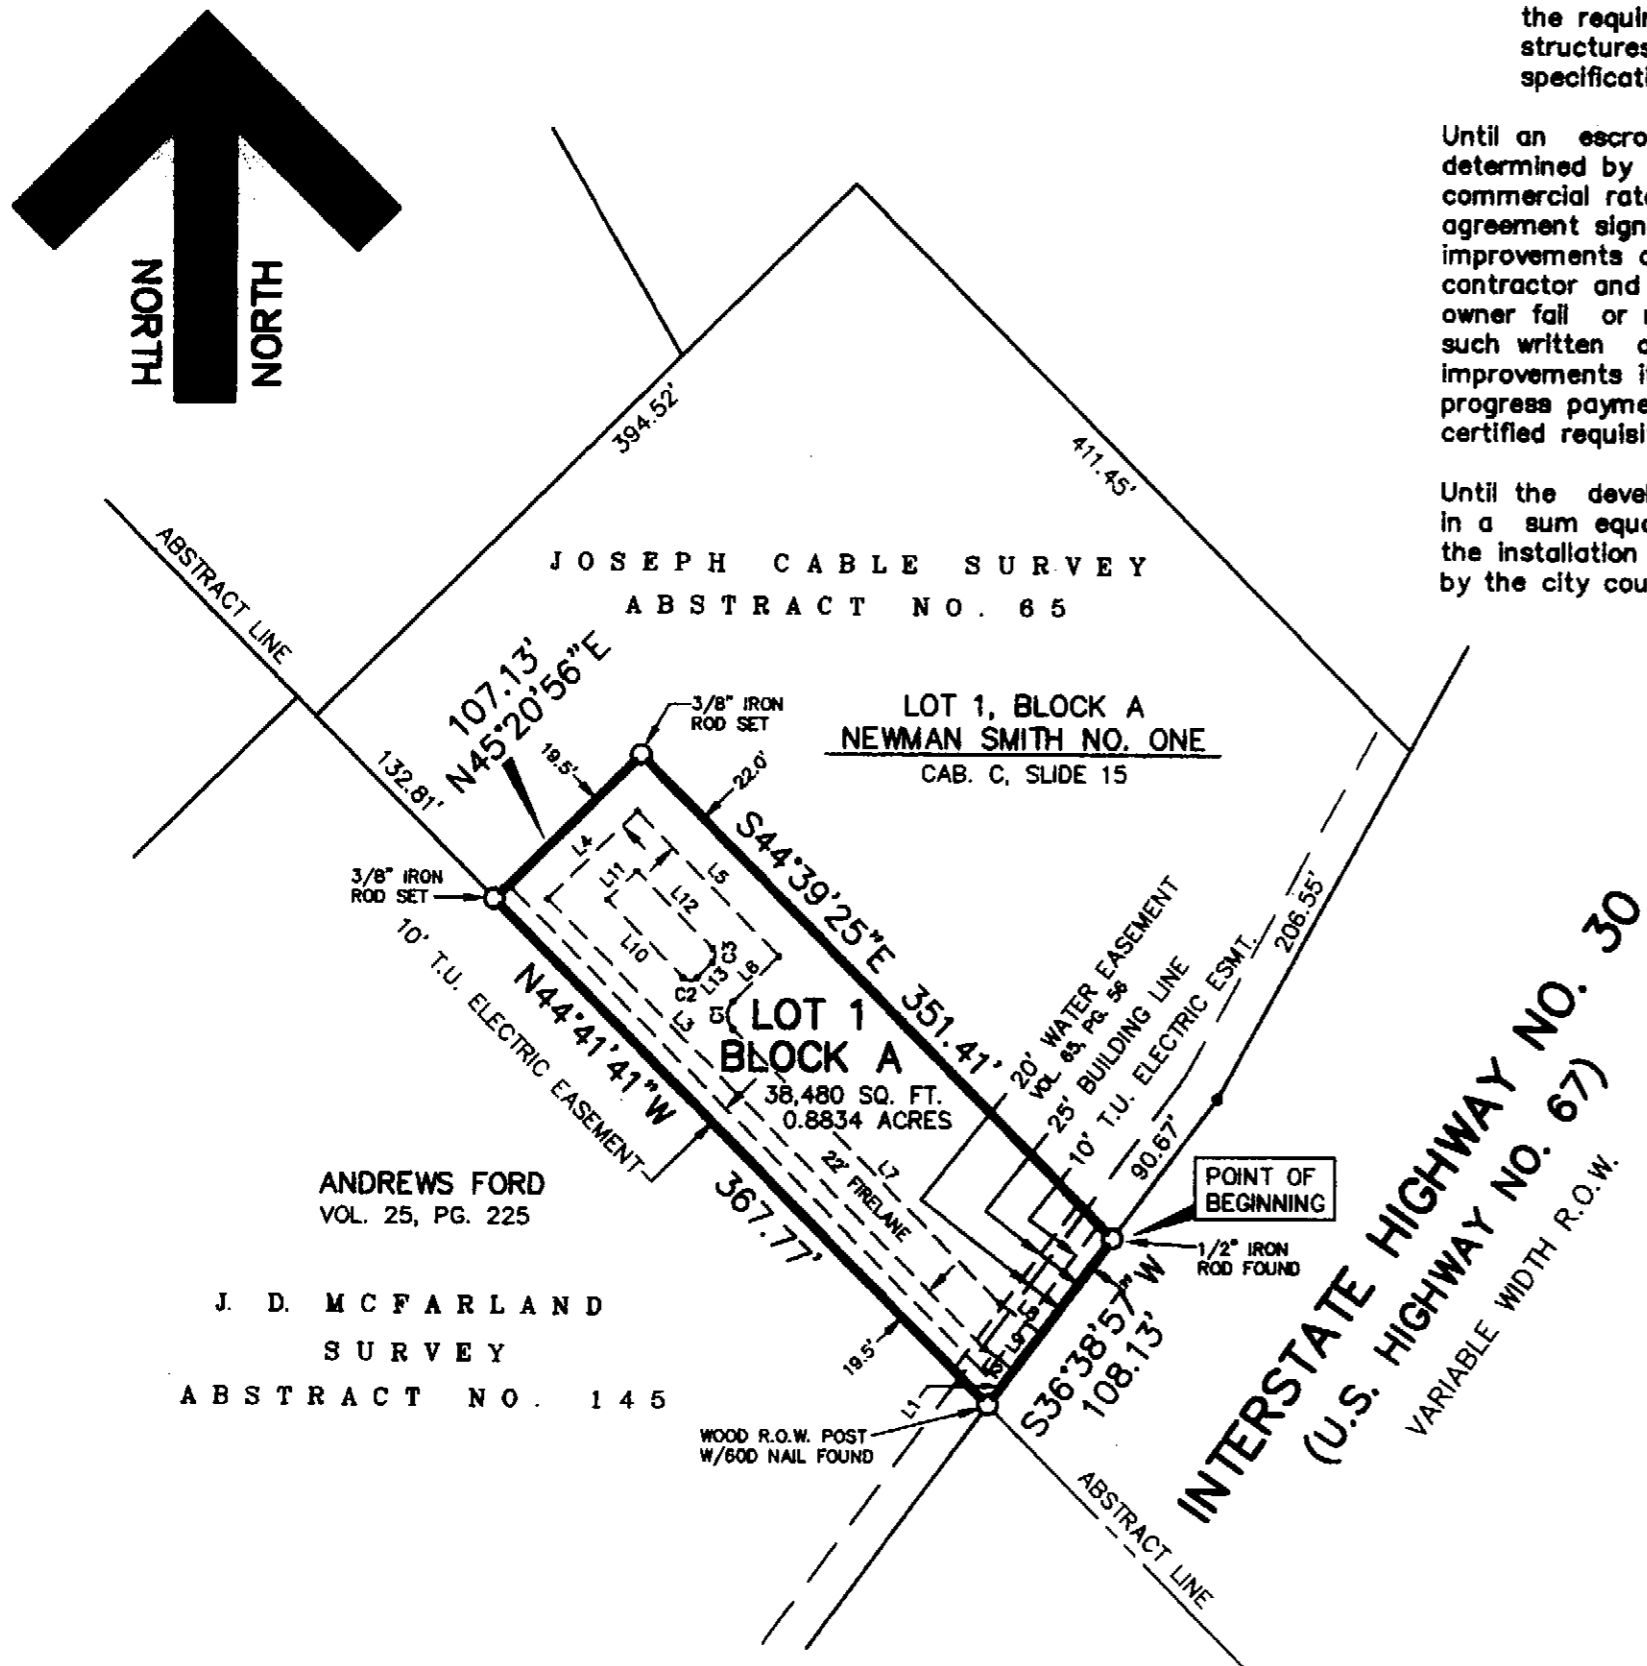 the requir
structures
specificati
Until an escro
determined by
commercial rate
agreement sign
improvements o
contractor and
owner fail or r
such written o
improvements i
progress payme
certified requisi
Until the devel
in a sum equa
the installation
by the city cou
NORTH
NORTH
394.52'
411.45'
ABSTRACT LINE
JOSEPH CABLE SURVEY
ABSTRACT NO. 65
107.13'
N45°20'56"E
132.81'
19.5'
3/8" IRON
ROD SET
LOT 1, BLOCK A
NEWMAN SMITH NO. ONE
CAB. C, SLIDE 15
22.0'
S44°39'25"E
351.41'
3/8" IRON
ROD SET
L4
L11
L5
L12
L10
C3
L13
L6
C2
L3
C1
10' T.U. ELECTRIC EASEMENT
N44°41'41"W
367.77'
LOT 1
BLOCK A
38,480 SQ. FT.
0.8834 ACRES
20' WATER EASEMENT
VOL. 65, PG. 56
25' BUILDING LINE
10' T.U. ELECTRIC ESMT.
206.55'
90.67'
L7
22' FIRELANE
POINT OF
BEGINNING
1/2" IRON
ROD FOUND
ANDREWS FORD
VOL. 25, PG. 225
J. D. MCFARLAND
SURVEY
ABSTRACT NO. 145
19.5'
L9
L1
S36°38'57"W
108.13'
WOOD R.O.W. POST
W/60D NAIL FOUND
ABSTRACT LINE
INTERSTATE HIGHWAY NO. 30
(U.S. HIGHWAY NO. 67)
VARIABLE WIDTH R.O.W.